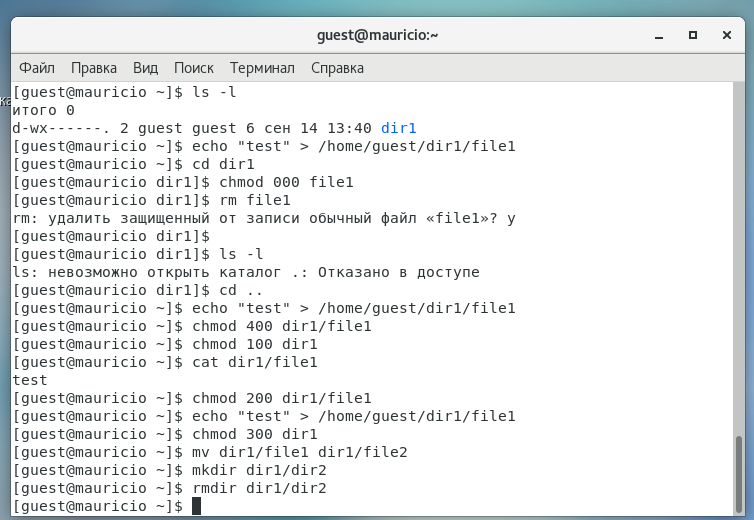 guest@mauricio:~
Файл Правка Вид Поиск Терминал Справка
[guest@mauricio ~]$ ls -l
итого 0
d-wx------. 2 guest guest 6 сен 14 13:40 dir1
[guest@mauricio ~]$ echo "test" > /home/guest/dir1/file1
[guest@mauricio ~]$ cd dir1
[guest@mauricio dir1]$ chmod 000 file1
[guest@mauricio dir1]$ rm file1
rm: удалить защищенный от записи обычный файл «file1»? y
[guest@mauricio dir1]$
[guest@mauricio dir1]$ ls -l
ls: невозможно открыть каталог .: Отказано в доступе
[guest@mauricio dir1]$ cd ..
[guest@mauricio ~]$ echo "test" > /home/guest/dir1/file1
[guest@mauricio ~]$ chmod 400 dir1/file1
[guest@mauricio ~]$ chmod 100 dir1
[guest@mauricio ~]$ cat dir1/file1
test
[guest@mauricio ~]$ chmod 200 dir1/file1
[guest@mauricio ~]$ echo "test" > /home/guest/dir1/file1
[guest@mauricio ~]$ chmod 300 dir1
[guest@mauricio ~]$ mv dir1/file1 dir1/file2
[guest@mauricio ~]$ mkdir dir1/dir2
[guest@mauricio ~]$ rmdir dir1/dir2
[guest@mauricio ~]$